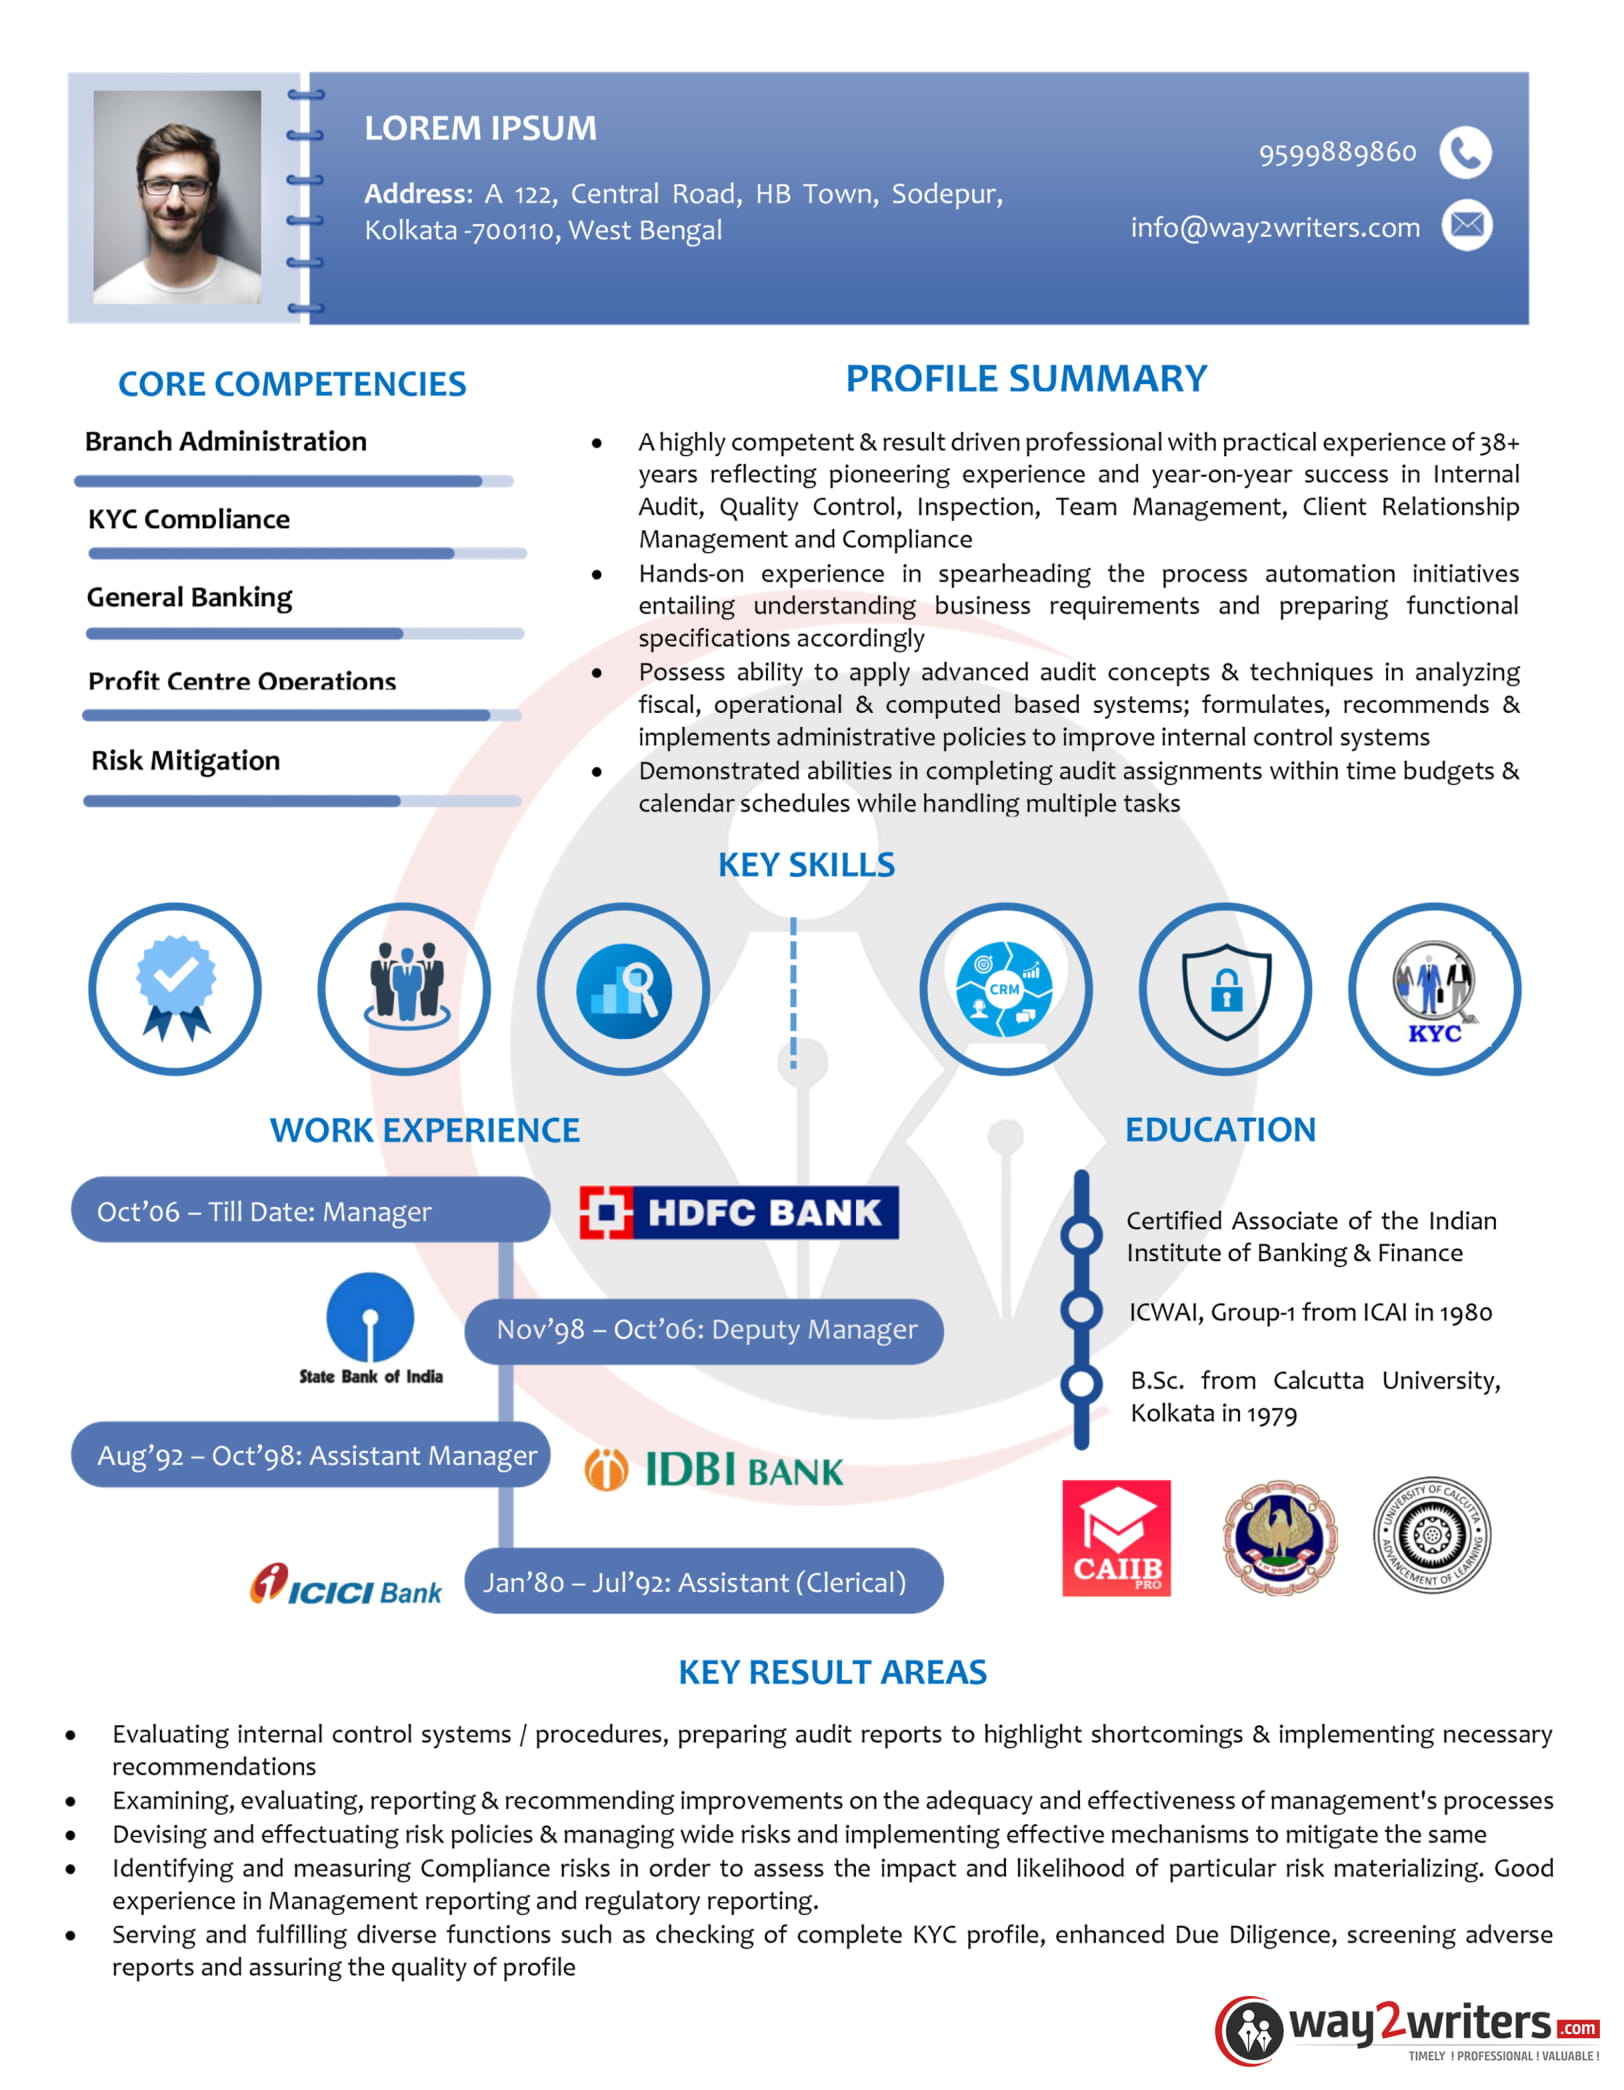 LOREM IPSUM
Address: A 122, Central Road, HB Town, Sodepur,
Kolkata -700110, West Bengal
9599889860
info@way2writers.com
CORE COMPETENCIES
Branch Administration
KYC Compliance
General Banking
Profit Centre Operations
Risk Mitigation
PROFILE SUMMARY
• A highly competent & result driven professional with practical experience of 38+
years reflecting pioneering experience and year-on-year success in Internal
Audit, Quality Control, Inspection, Team Management, Client Relationship
Management and Compliance
• Hands-on experience in spearheading the process automation initiatives
entailing understanding business requirements and preparing functional
specifications accordingly
• Possess ability to apply advanced audit concepts & techniques in analyzing
fiscal, operational & computed based systems; formulates, recommends &
implements administrative policies to improve internal control systems
• Demonstrated abilities in completing audit assignments within time budgets &
calendar schedules while handling multiple tasks
KEY SKILLS
CRM
KYC
WORK EXPERIENCE
Oct’06 – Till Date: Manager
HDFC BANK
State Bank of India
Nov’98 – Oct’06: Deputy Manager
Aug’92 – Oct’98: Assistant Manager
IDBI BANK
ICICI Bank
Jan’80 – Jul’92: Assistant (Clerical)
EDUCATION
Certified Associate of the Indian
Institute of Banking & Finance
ICWAI, Group-1 from ICAI in 1980
B.Sc. from Calcutta University,
Kolkata in 1979
CAIIB
PRO
UNIVERSITY OF CALCUTTA
ADVANCEMENT OF LEARNING
KEY RESULT AREAS
• Evaluating internal control systems / procedures, preparing audit reports to highlight shortcomings & implementing necessary
recommendations
• Examining, evaluating, reporting & recommending improvements on the adequacy and effectiveness of management's processes
• Devising and effectuating risk policies & managing wide risks and implementing effective mechanisms to mitigate the same
• Identifying and measuring Compliance risks in order to assess the impact and likelihood of particular risk materializing. Good
experience in Management reporting and regulatory reporting.
• Serving and fulfilling diverse functions such as checking of complete KYC profile, enhanced Due Diligence, screening adverse
reports and assuring the quality of profile
way2writers.com
TIMELY ! PROFESSIONAL ! VALUABLE !